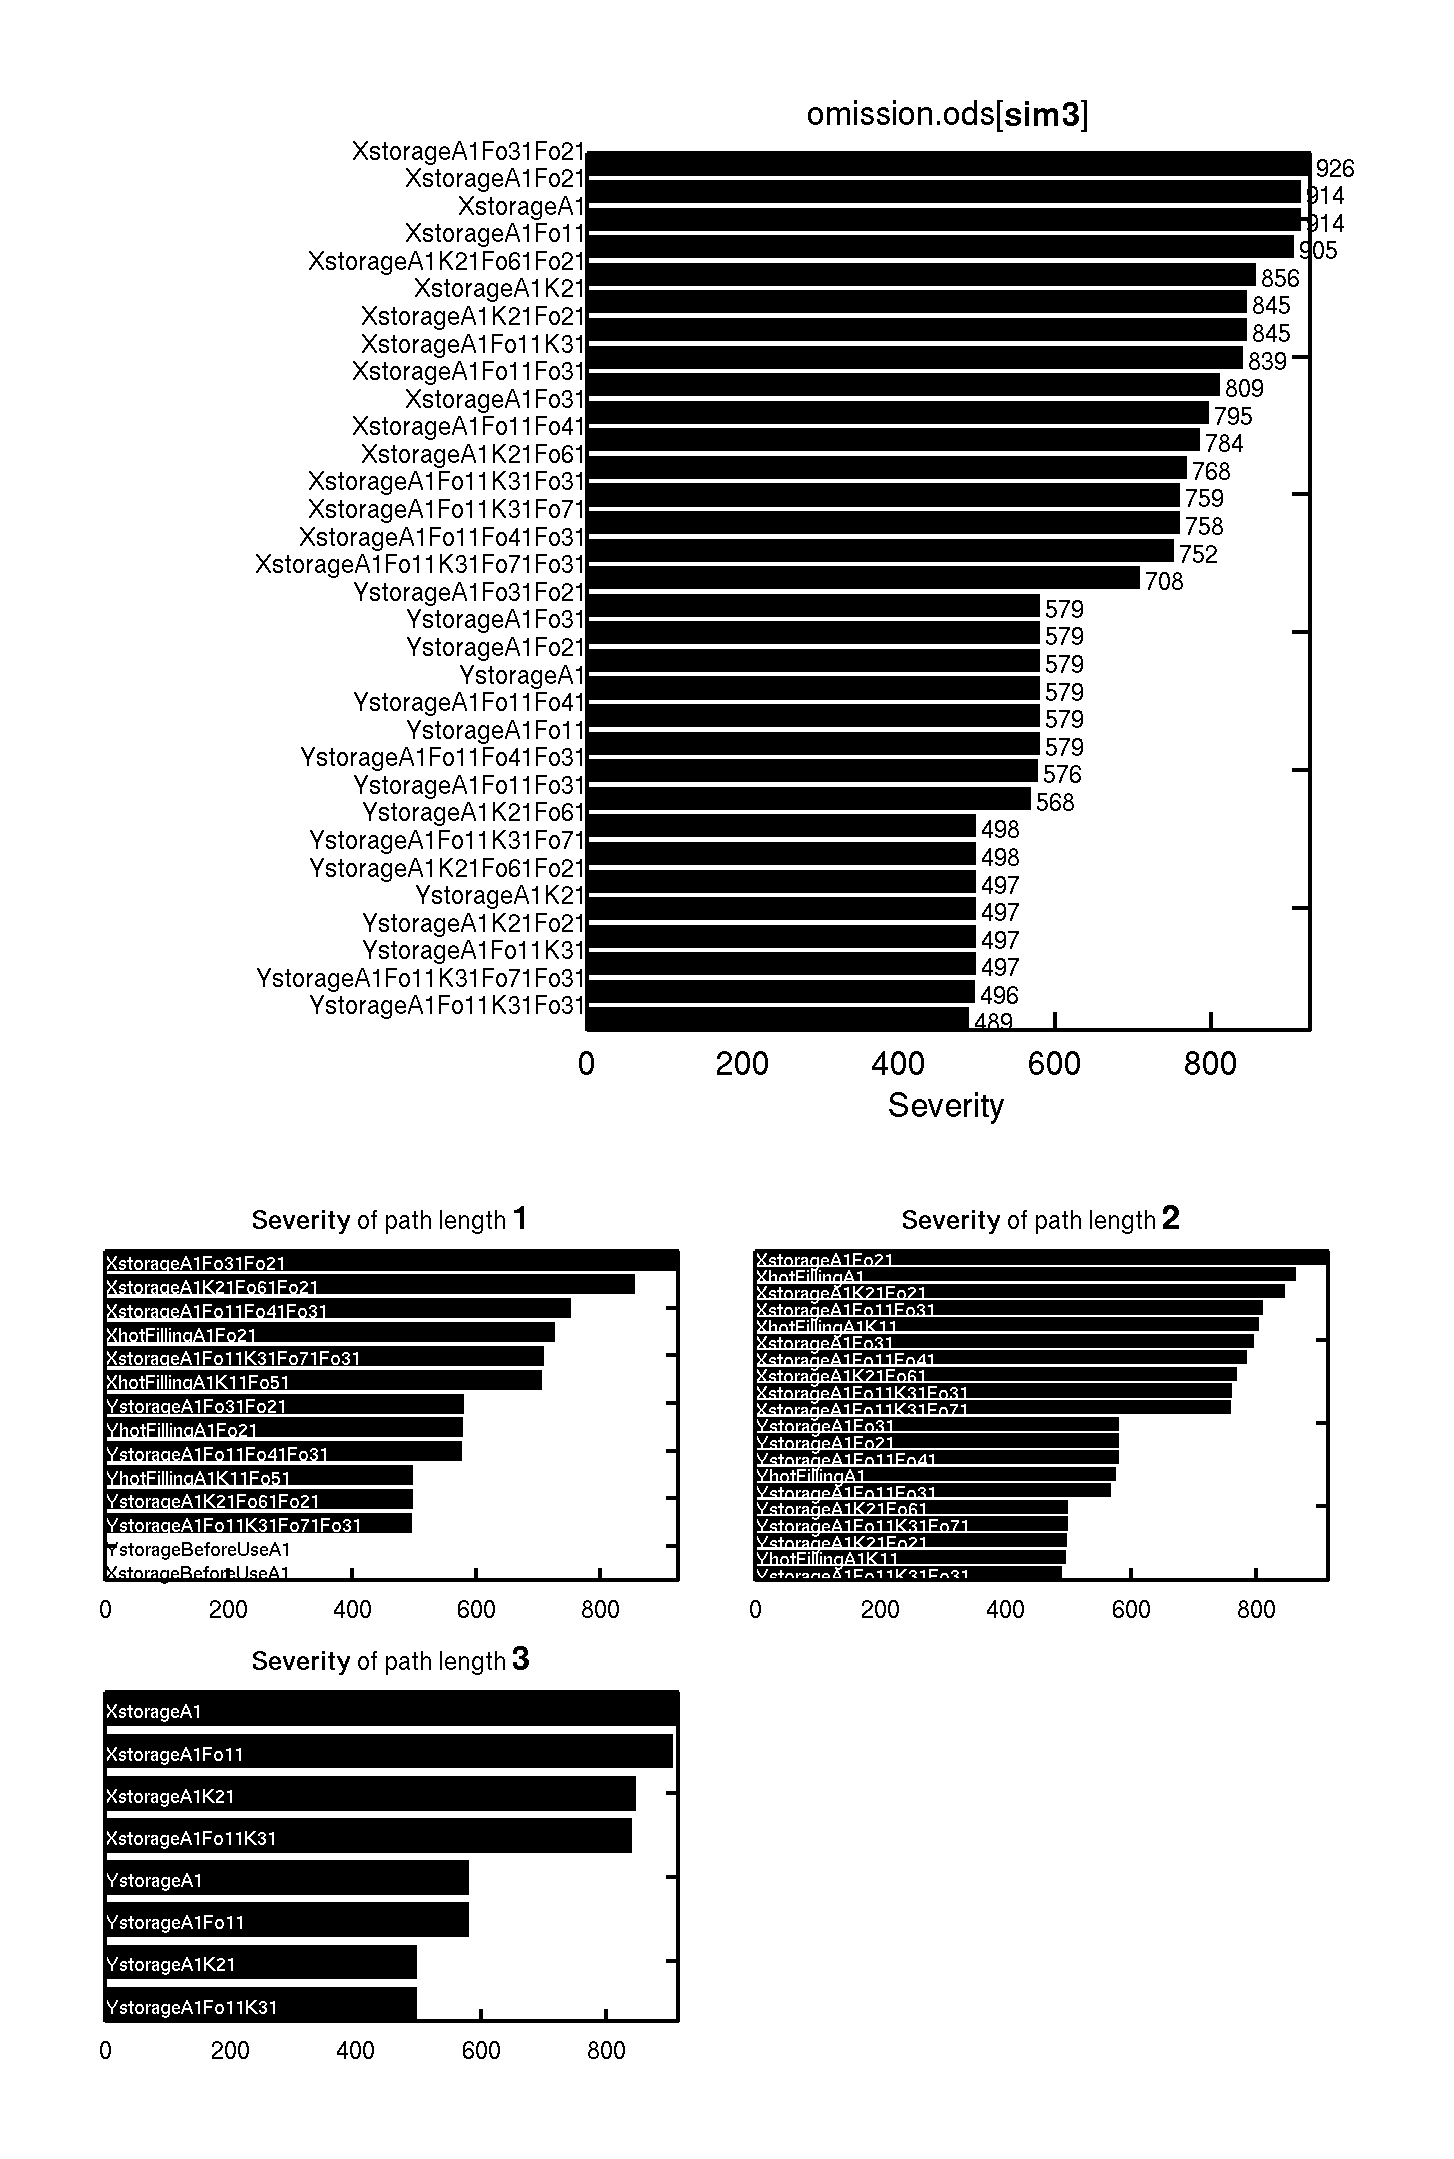 omission.ods[sim3]
XstorageA1Fo31Fo21 926
XstorageA1Fo21 914
XstorageA1 914
XstorageA1Fo11 905
XstorageA1K21Fo61Fo21 856
XstorageA1K21 845
XstorageA1K21Fo21 845
XstorageA1Fo11K31 839
XstorageA1Fo11Fo31 809
XstorageA1Fo31 795
XstorageA1Fo11Fo41 784
XstorageA1K21Fo61 768
XstorageA1Fo11K31Fo31 759
XstorageA1Fo11K31Fo71 758
XstorageA1Fo11Fo41Fo31 752
XstorageA1Fo11K31Fo71Fo31 708
YstorageA1Fo31Fo21 579
YstorageA1Fo31 579
YstorageA1Fo21 579
YstorageA1 579
YstorageA1Fo11Fo41 579
YstorageA1Fo11 579
YstorageA1Fo11Fo41Fo31 576
YstorageA1Fo11Fo31 568
YstorageA1K21Fo61 498
YstorageA1Fo11K31Fo71 498
YstorageA1K21Fo61Fo21 497
YstorageA1K21 497
YstorageA1K21Fo21 497
YstorageA1Fo11K31 497
YstorageA1Fo11K31Fo71Fo31 496
YstorageA1Fo11K31Fo31 489
0 200 400 600 800
Severity
Severity of path length 1
XstorageA1Fo31Fo21
XstorageA1K21Fo61Fo21
XstorageA1Fo11Fo41Fo31
XhotFillingA1Fo21
XstorageA1Fo11K31Fo71Fo31
XhotFillingA1K11Fo51
YstorageA1Fo31Fo21
YhotFillingA1Fo21
YstorageA1Fo11Fo41Fo31
YhotFillingA1K11Fo51
YstorageA1K21Fo61Fo21
YstorageA1Fo11K31Fo71Fo31
YstorageBeforeUseA1
XstorageBeforeUseA1
0 200 400 600 800
Severity of path length 2
XstorageA1Fo21
XhotFillingA1
XstorageA1K21Fo21
XstorageA1Fo11Fo31
XhotFillingA1K11
XstorageA1Fo31
XstorageA1Fo11Fo41
XstorageA1K21Fo61
XstorageA1Fo11K31Fo31
XstorageA1Fo11K31Fo71
YstorageA1Fo31
YstorageA1Fo21
YstorageA1Fo11Fo41
YhotFillingA1
YstorageA1Fo11Fo31
YstorageA1K21Fo61
YstorageA1Fo11K31Fo71
YstorageA1K21Fo21
YhotFillingA1K11
YstorageA1Fo11K31Fo31
0 200 400 600 800
Severity of path length 3
XstorageA1
XstorageA1Fo11
XstorageA1K21
XstorageA1Fo11K31
YstorageA1
YstorageA1Fo11
YstorageA1K21
YstorageA1Fo11K31
0 200 400 600 800